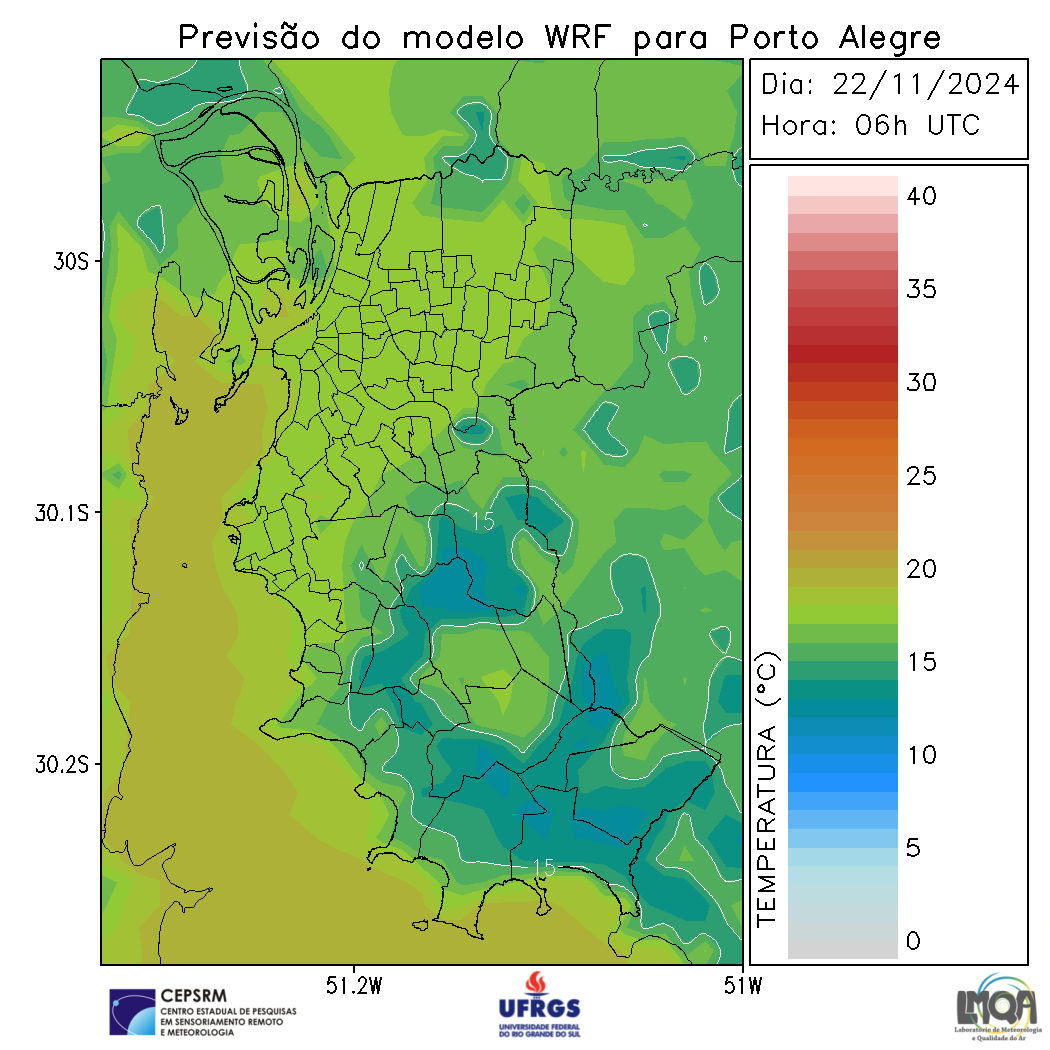 Previsão do modelo WRF para Porto Alegre
Dia: 22/11/2024
Hora: 06h UTC
40
35
30
25
20
15
10
5
0
TEMPERATURA (°C)
30S
30.1S
30.2S
15
15
51.2W
51W
CEPSRM
CENTRO ESTADUAL DE PESQUISAS
EM SENSORIAMENTO REMOTO
E METEOROLOGIA
UFRGS
UNIVERSIDADE FEDERAL
DO RIO GRANDE DO SUL
LMQA
Laboratório de Meteorologia
e Qualidade do Ar